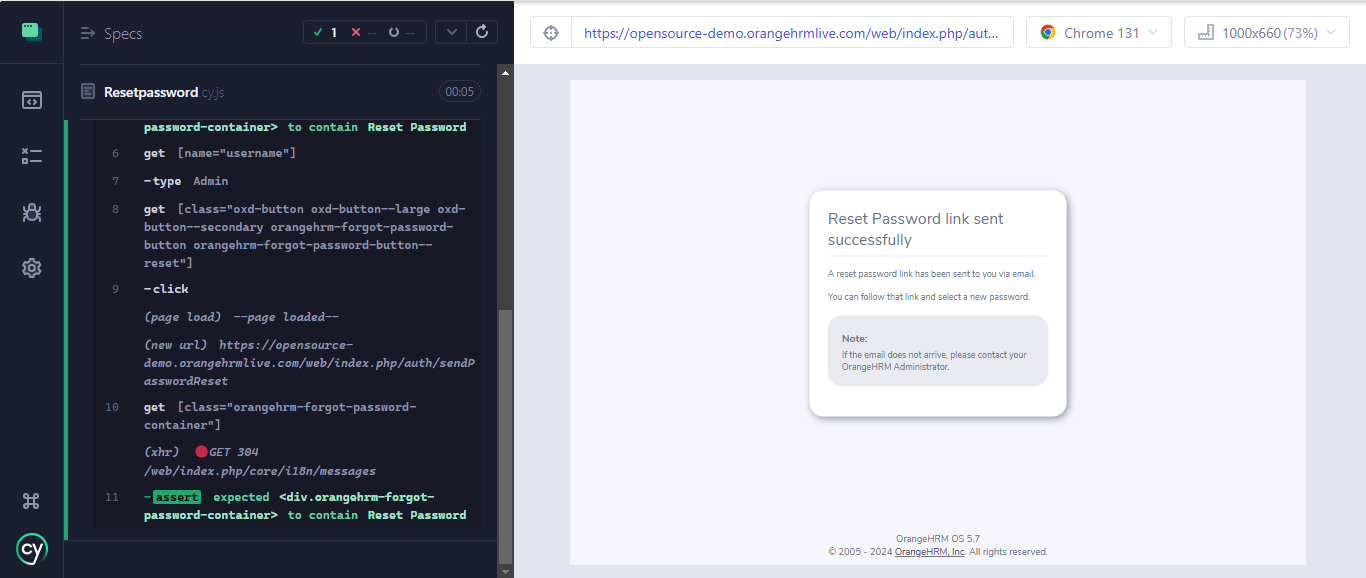 Specs
1
--
--
Resetpassword.cy.js
00:05
password-container> to contain Reset Password
6 get [name="username"]
7 -type Admin
8 get [class="oxd-button oxd-button--large oxd-
button--secondary orangehrm-forgot-password-
button orangehrm-forgot-password-button--
reset"]
9 -click
(page load) --page loaded--
(new url) https://opensource-
demo.orangehrmlive.com/web/index.php/auth/sendP
asswordReset
10 get [class="orangehrm-forgot-password-
container"]
(xhr) GET 304
/web/index.php/core/i18n/messages
11 -assert expected <div.orangehrm-forgot-
password-container> to contain Reset Password
cy
https://opensource-demo.orangehrmlive.com/web/index.php/aut...
Chrome 131
1000x660 (73%)
Reset Password link sent
successfully
A reset password link has been sent to you via email.
You can follow that link and select a new password.
Note:
If the email does not arrive, please contact your
OrangeHRM Administrator.
OrangeHRM OS 5.7
© 2005 - 2024 OrangeHRM, Inc. All rights reserved.